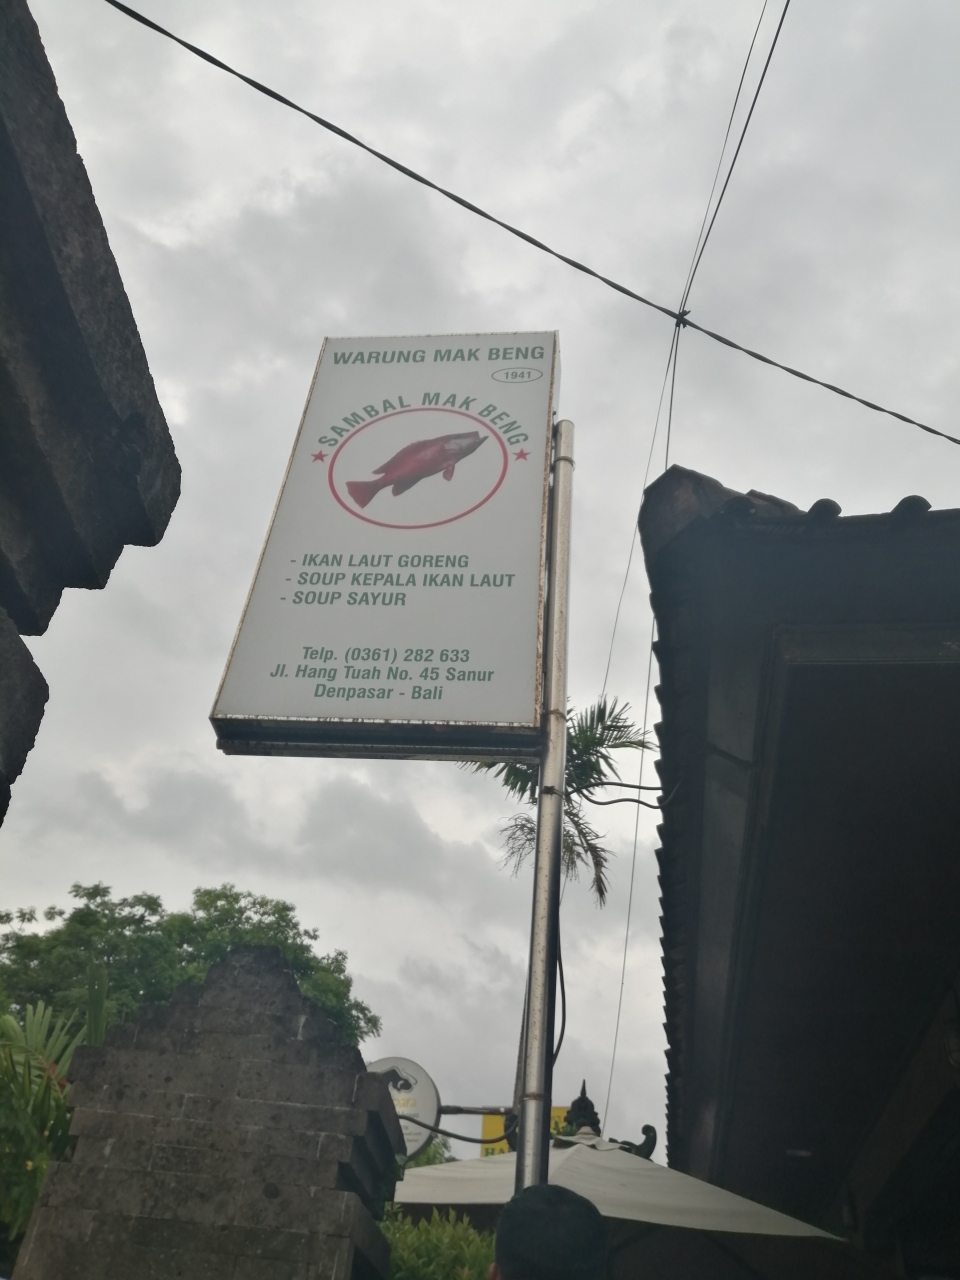 WARUNG MAK BENG
1941
SAMBAL MAK BENG
- IKAN LAUT GORENG
- SOUP KEPALA IKAN LAUT
- SOUP SAYUR
Telp. (0361) 282 633
Jl. Hang Tuah No. 45 Sanur
Denpasar - Bali